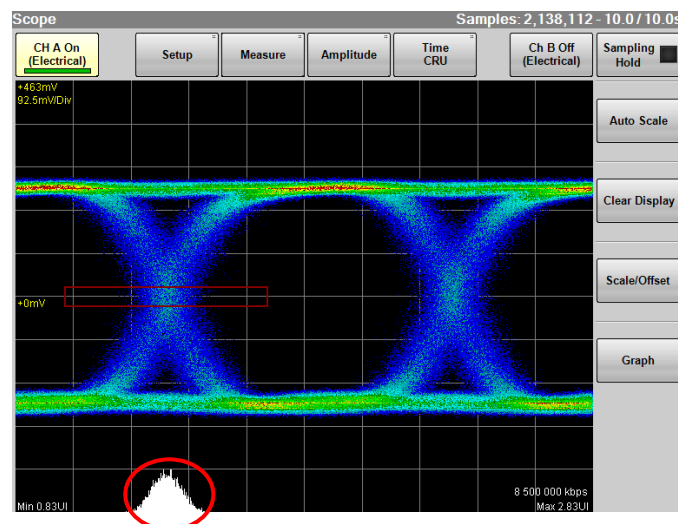 Scope
Samples: 2,138,112 - 10.0 / 10.0s
CH A On
(Electrical)
Setup
Measure
Amplitude
Time
CRU
Ch B Off
(Electrical)
Sampling
Hold
+463mV
92.5mV/Div
Auto Scale
Clear Display
Scale/Offset
+0mV
Graph
8 500 000 kbps
Min 0.83UI
Max 2.83UI